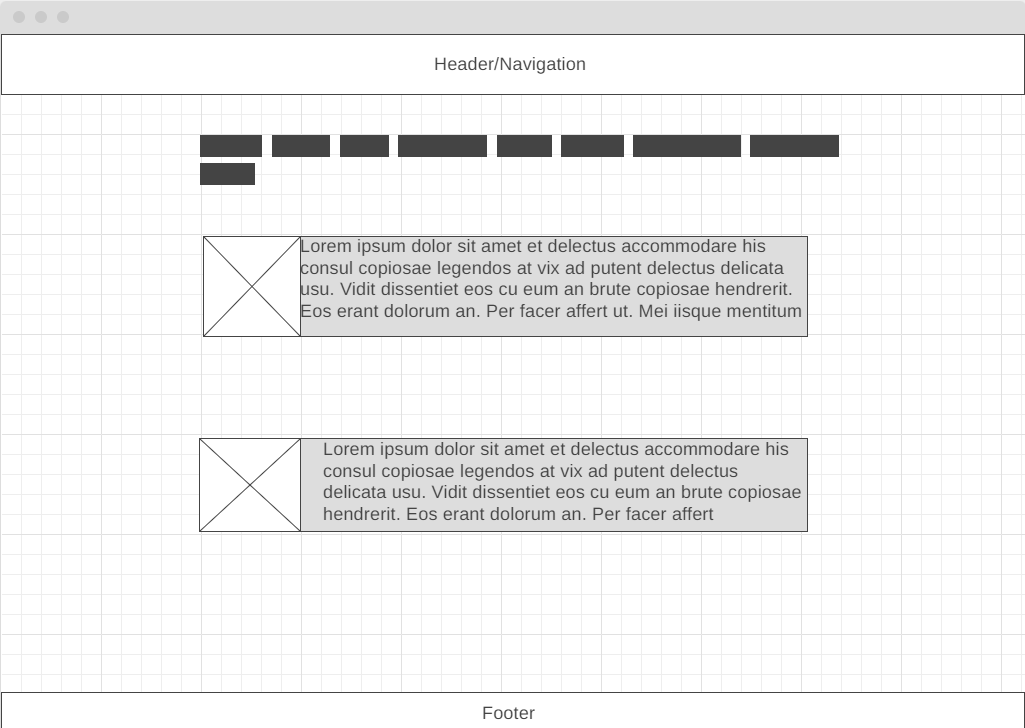 Header/Navigation
Lorem ipsum dolor sit amet et delectus accommodare his
consul copiosae legendos at vix ad putent delectus delicata
usu. Vidit dissentiet eos cu eum an brute copiosae hendrerit.
Eos erant dolorum an. Per facer affert ut. Mei iisque mentitum
Lorem ipsum dolor sit amet et delectus accommodare his
consul copiosae legendos at vix ad putent delectus
delicata usu. Vidit dissentiet eos cu eum an brute copiosae
hendrerit. Eos erant dolorum an. Per facer affert
Footer